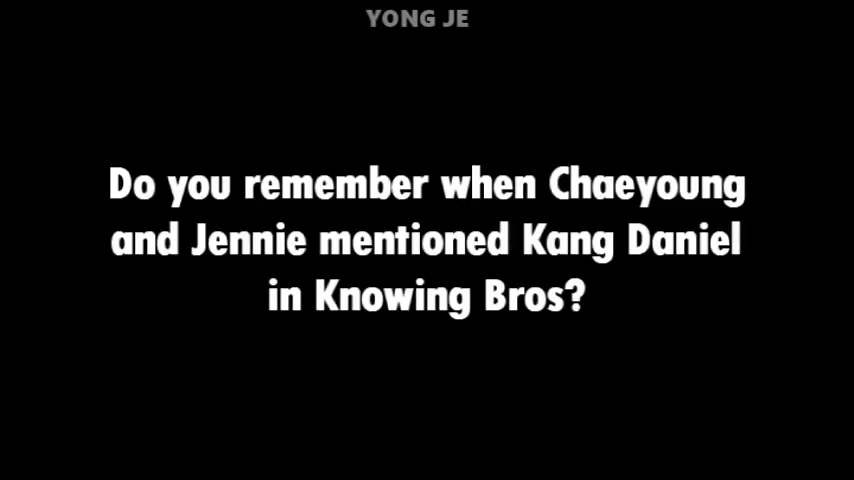 YONG JE
Do you remember when Chaeyoung
and Jennie mentioned Kang Daniel
in Knowing Bros?